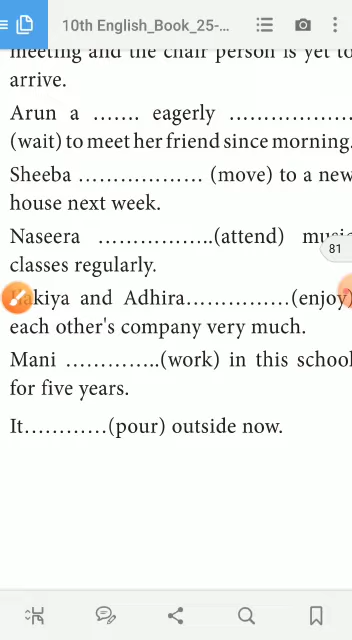 10th English_Book_25-...
meeting and the chair person is yet to
arrive.
Arun a ……. eagerly ……………..
(wait) to meet her friend since morning.
Sheeba ……………… (move) to a new
house next week.
Naseera ……………..(attend) music
81
classes regularly.
and Adhira……………(enjoy)
each other's company very much.
Mani …………..(work) in this school
for five years.
It…………(pour) outside now.